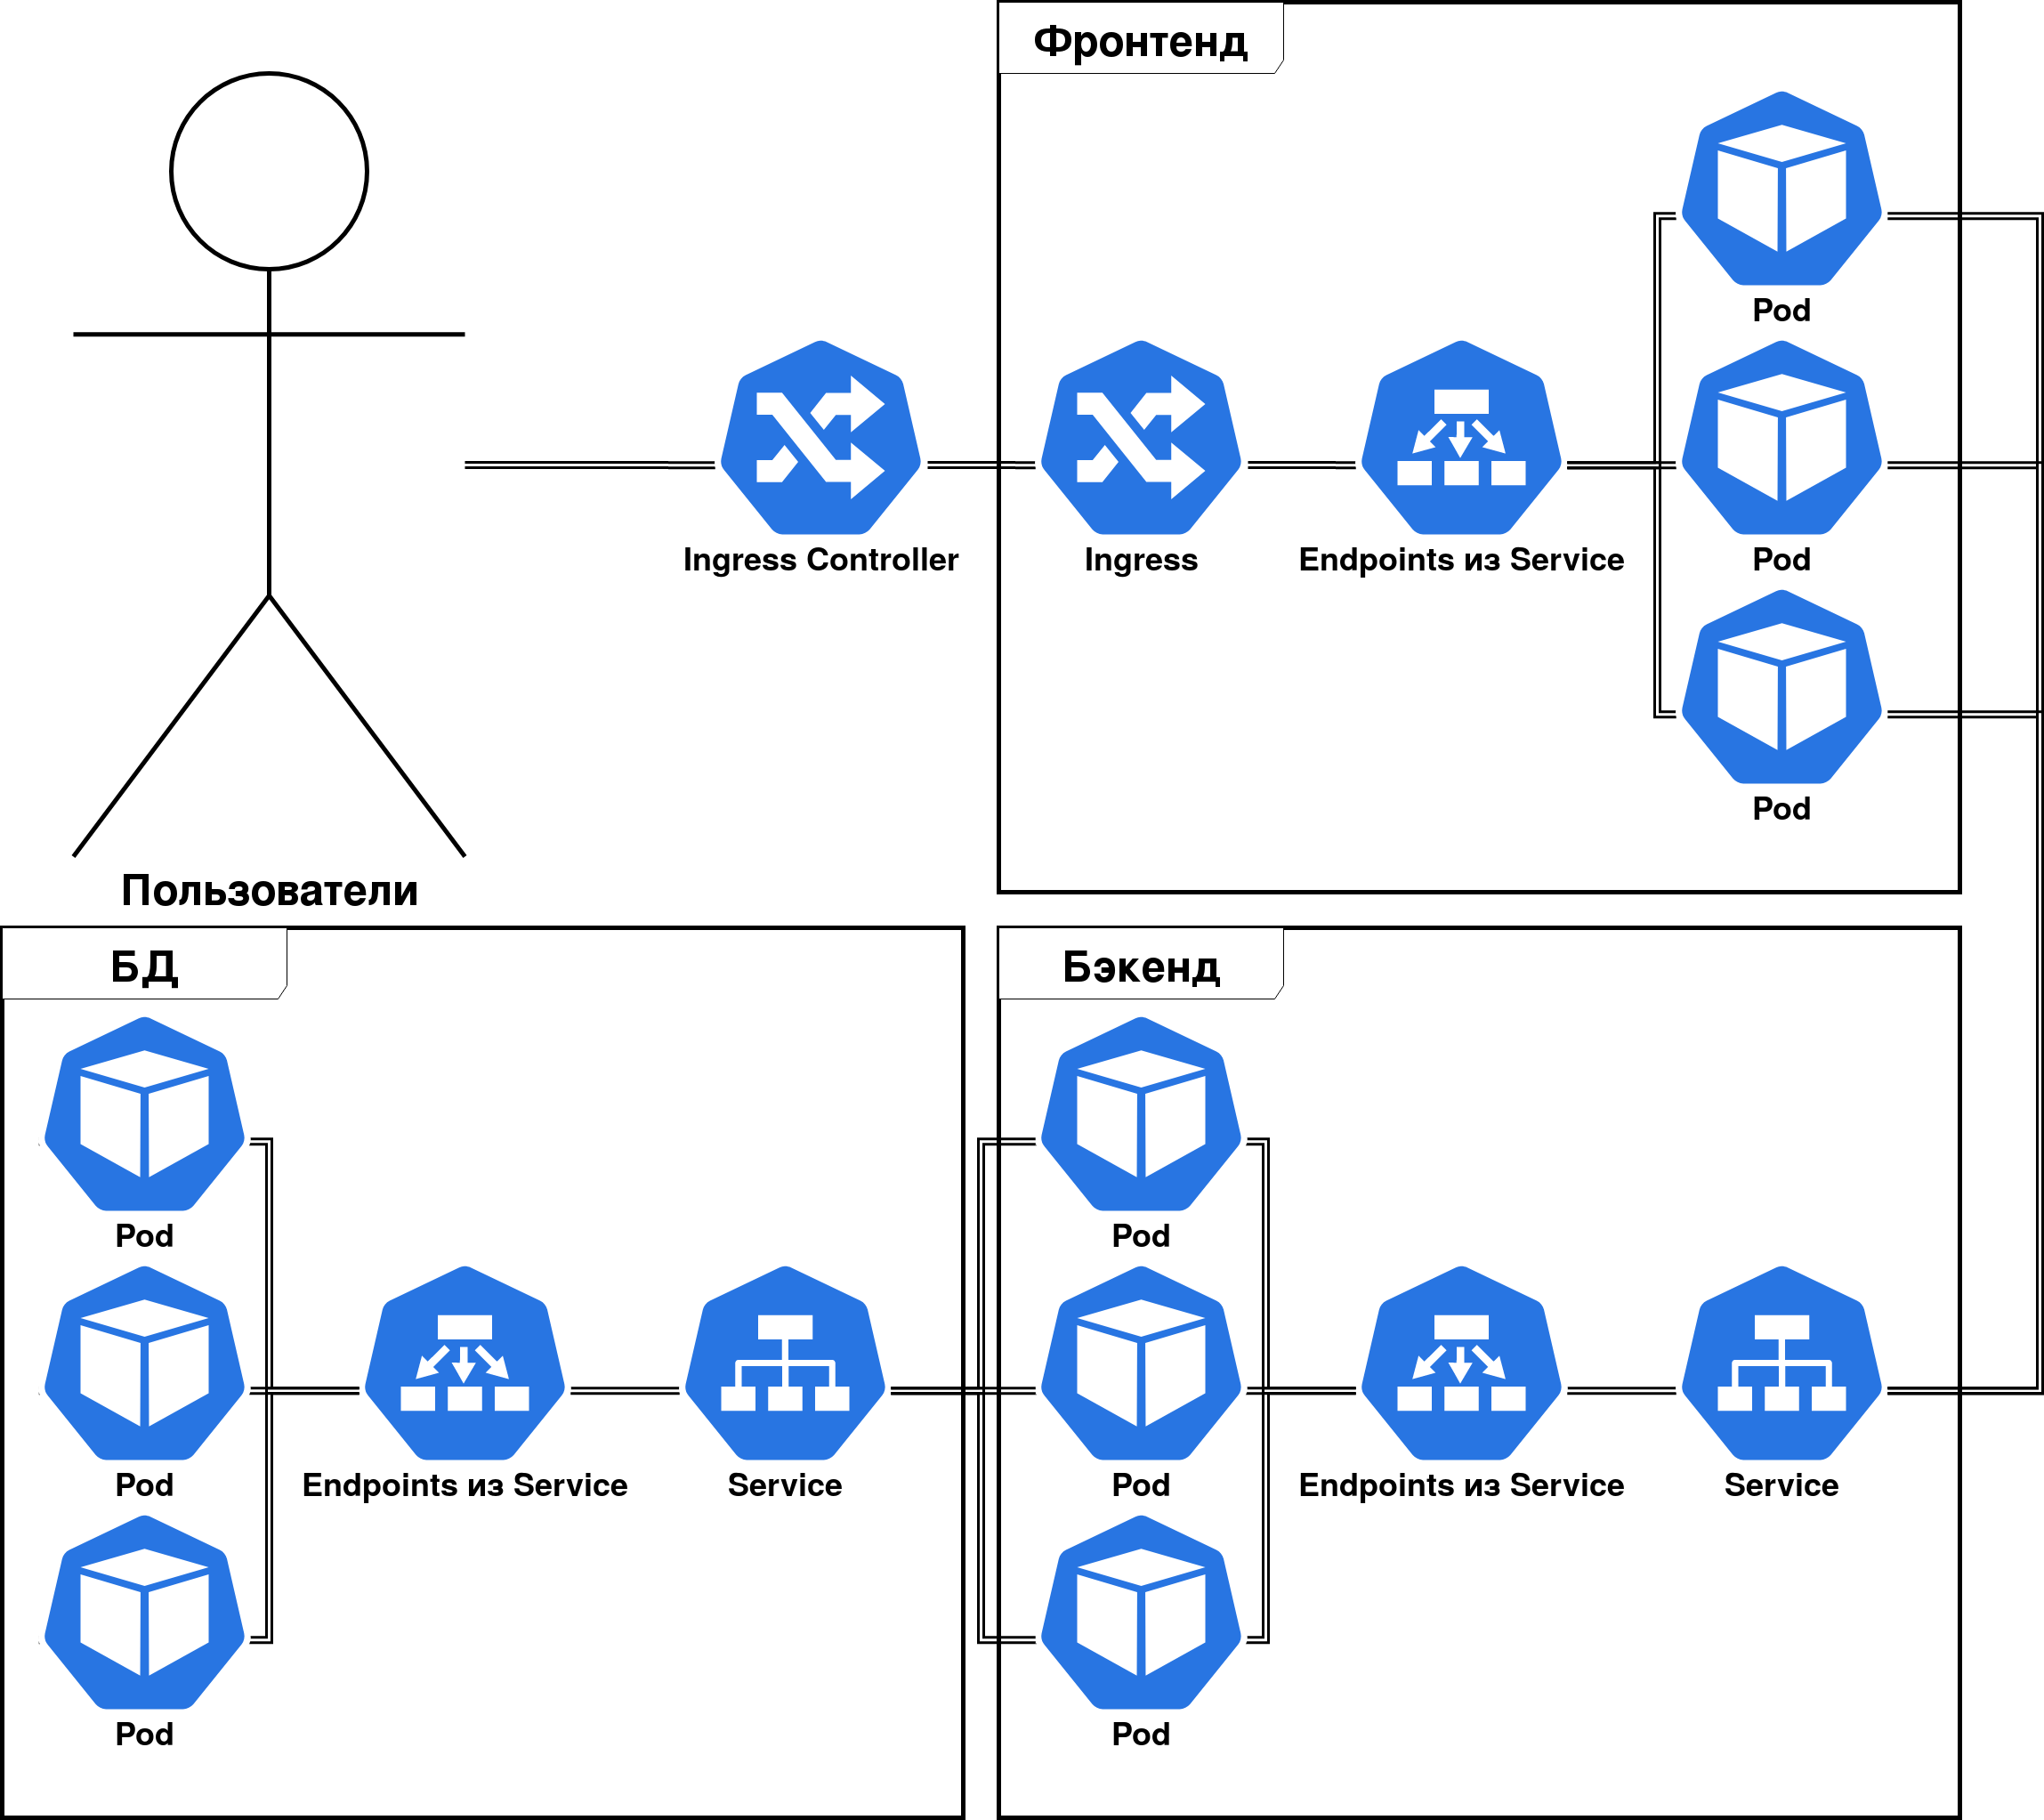 Фронтенд
Pod
Ingress Controller
Ingress
Endpoints из Service
Pod
Pod
Пользователи
БД
Pod
Pod
Endpoints из Service
Service
Pod
Бэкенд
Pod
Pod
Endpoints из Service
Service
Pod